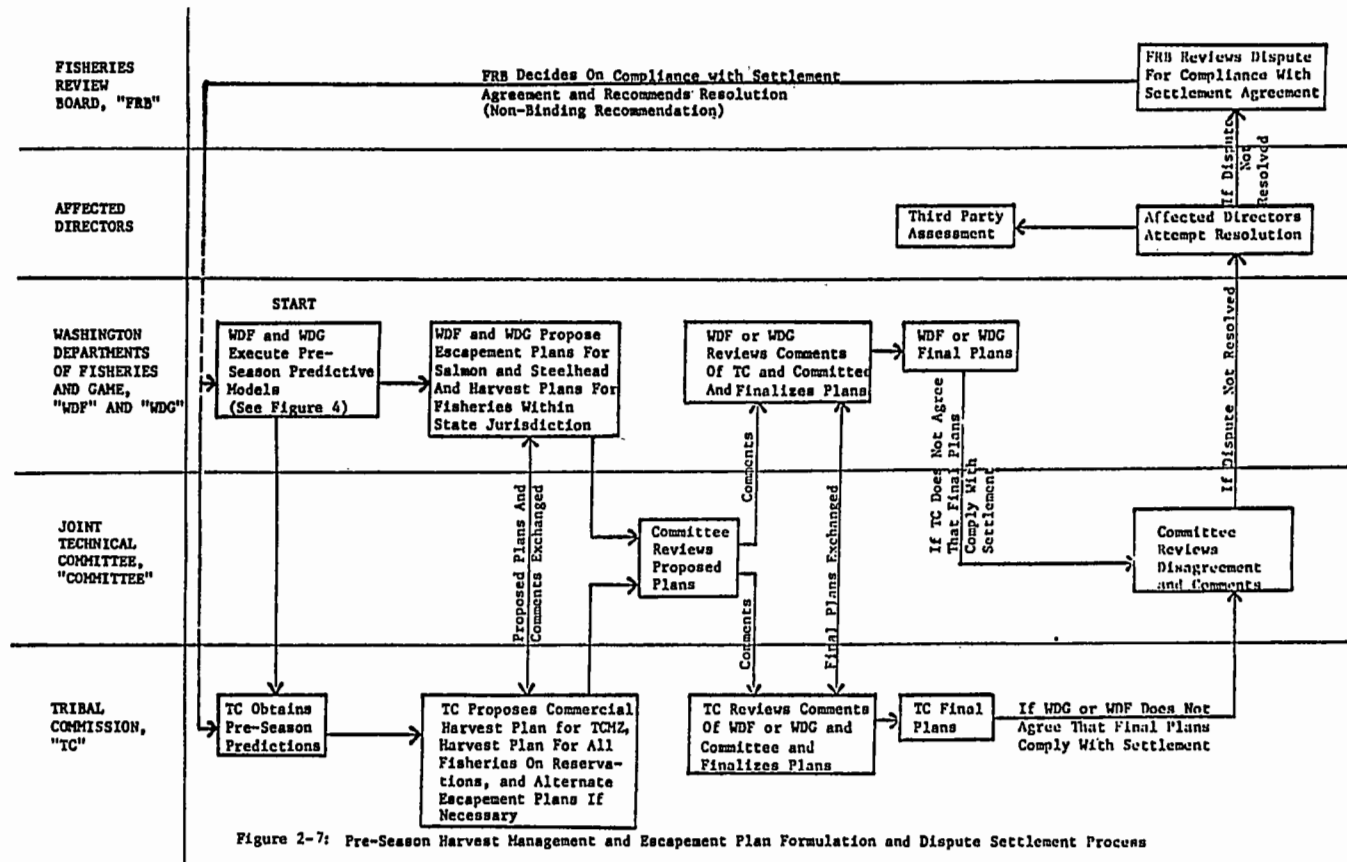 FISHERIES
REVIEW
BOARD, "FRB"
FRB Decides On Compliance with Settlement
Agreement and Recommends Resolution
(Non-Binding Recommendation)
FRB Reviews Dispute
For Compliance With
Settlement Agreement
If Dispute
Not
Resolved
AFFECTED
DIRECTORS
Third Party
Assessment
Affected Directors
Attempt Resolution
WASHINGTON
DEPARTMENTS
OF FISHERIES
AND GAME,
"WDF" AND "WDG"
START
WDF and WDG
Execute Pre-
Season Predictive
Models
(See Figure 4)
WDF and WDG Propose
Escapement Plans For
Salmon and Steelhead
And Harvest Plans For
Fisheries Within
State Jurisdiction
WDF or WDG
Reviews Comments
Of TC and Committee
And Finalizes Plans
WDF or WDG
Final Plans
If Dispute Not Resolved
JOINT
TECHNICAL
COMMITTEE,
"COMMITTEE"
Proposed Plans And
Comments Exchanged
Committee
Reviews
Proposed
Plans
Comments
Comments
Final Plans Exchanged
If TC Does Not Agree
That Final Plans
Comply With
Settlement
Committee
Reviews
Disagreement
and Comments
TRIBAL
COMMISSION,
"TC"
TC Obtains
Pre-Season
Predictions
TC Proposes Commercial
Harvest Plan for TCMZ,
Harvest Plan For All
Fisheries On Reserva-
tions, and Alternate
Escapement Plans If
Necessary
TC Reviews Comments
Of WDF or WDG and
Committee and
Finalizes Plans
TC Final
Plans
If WDG or WDF Does Not
Agree That Final Plans
Comply With Settlement
Figure 2-7: Pre-Season Harvest Management and Escapement Plan Formulation and Dispute Settlement Process